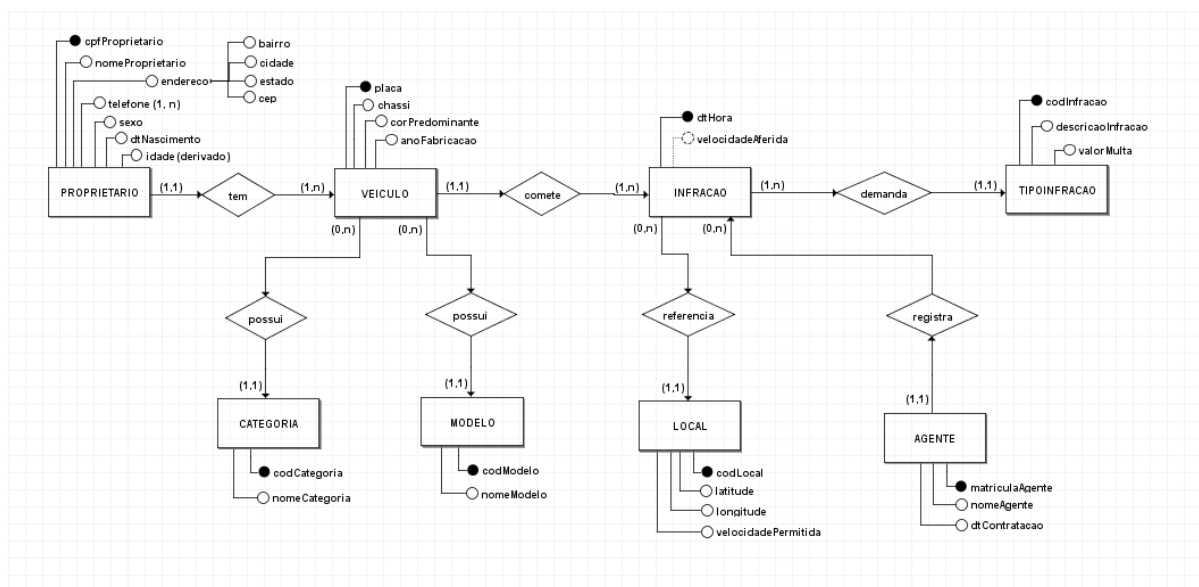 cpfProprietario
nomeProprietario
endereco
bairro
cidade
estado
cep
telefone (1, n)
sexo
dtNascimento
idade (derivado)
placa
chassi
corPredominante
anoFabricacao
dtHora
velocidadeAferida
codInfracao
descricaoInfracao
valorMulta
PROPRIETARIO
(1,1)
tem
(1,n)
VEICULO
(1,1)
comete
(1,n)
INFRACAO
(1,n)
demanda
(1,1)
TIPOINFRACAO
(0,n)
(0,n)
(0,n)
(0,n)
possui
possui
referencia
registra
(1,1)
(1,1)
(1,1)
(1,1)
CATEGORIA
MODELO
LOCAL
AGENTE
codCategoria
nomeCategoria
codModelo
nomeModelo
codLocal
latitude
longitude
velocidadePermitida
matriculaAgente
nomeAgente
dtContratacao